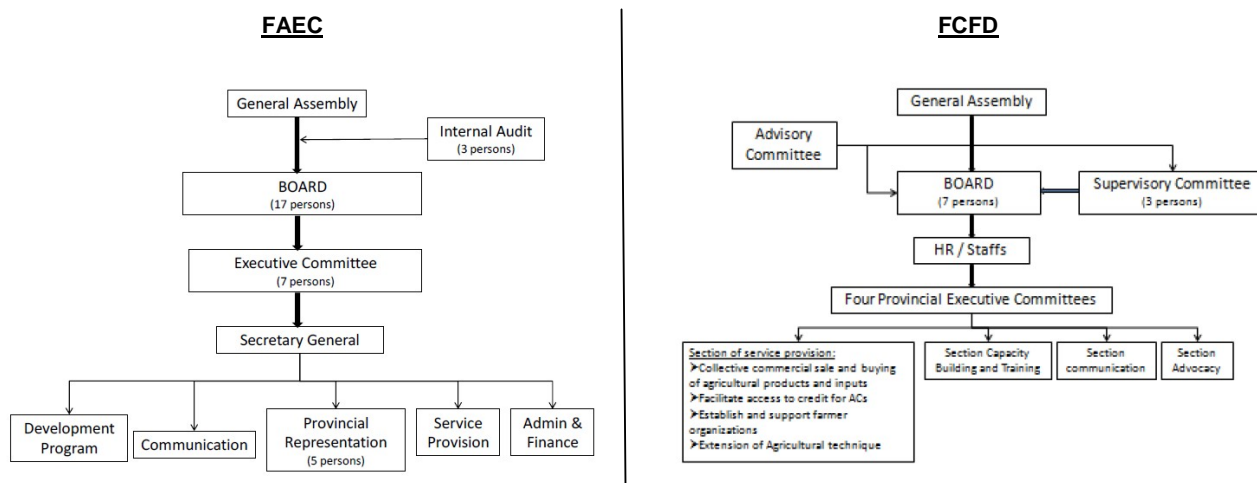 FAEC
General Assembly
Internal Audit
(3 persons)
BOARD
(17 persons)
Executive Committee
(7 persons)
Secretary General
Development
Program
Communication
Provincial
Representation
(5 persons)
Service
Provision
Admin &
Finance
FCFD
General Assembly
Advisory
Committee
BOARD
(7 persons)
Supervisory Committee
(3 persons)
HR / Staffs
Four Provincial Executive Committees
Section of service provision:
➤Collective commercial sale and buying
of agricultural products and inputs
➤Facilitate access to credit for ACs
➤Establish and support farmer
organizations
➤Extension of Agricultural technique
Section Capacity
Building and Training
Section
communication
Section
Advocacy